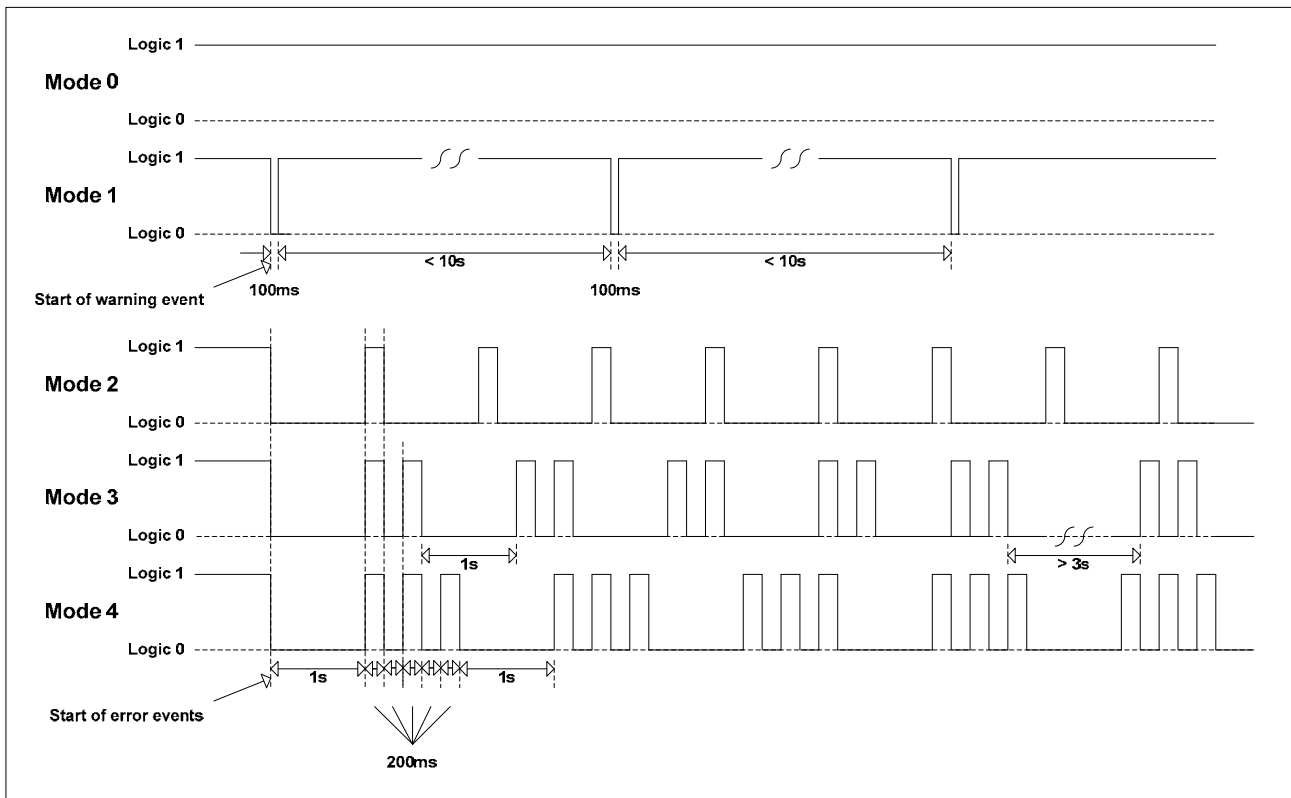 Logic 1
Mode 0
Logic 0
Logic 1
Mode 1
Logic 0
< 10s
< 10s
Start of warning event
100ms
100ms
Logic 1
Mode 2
Logic 0
Logic 1
Mode 3
Logic 0
1s
> 3s
Logic 1
Mode 4
Logic 0
1s
1s
Start of error events
200ms